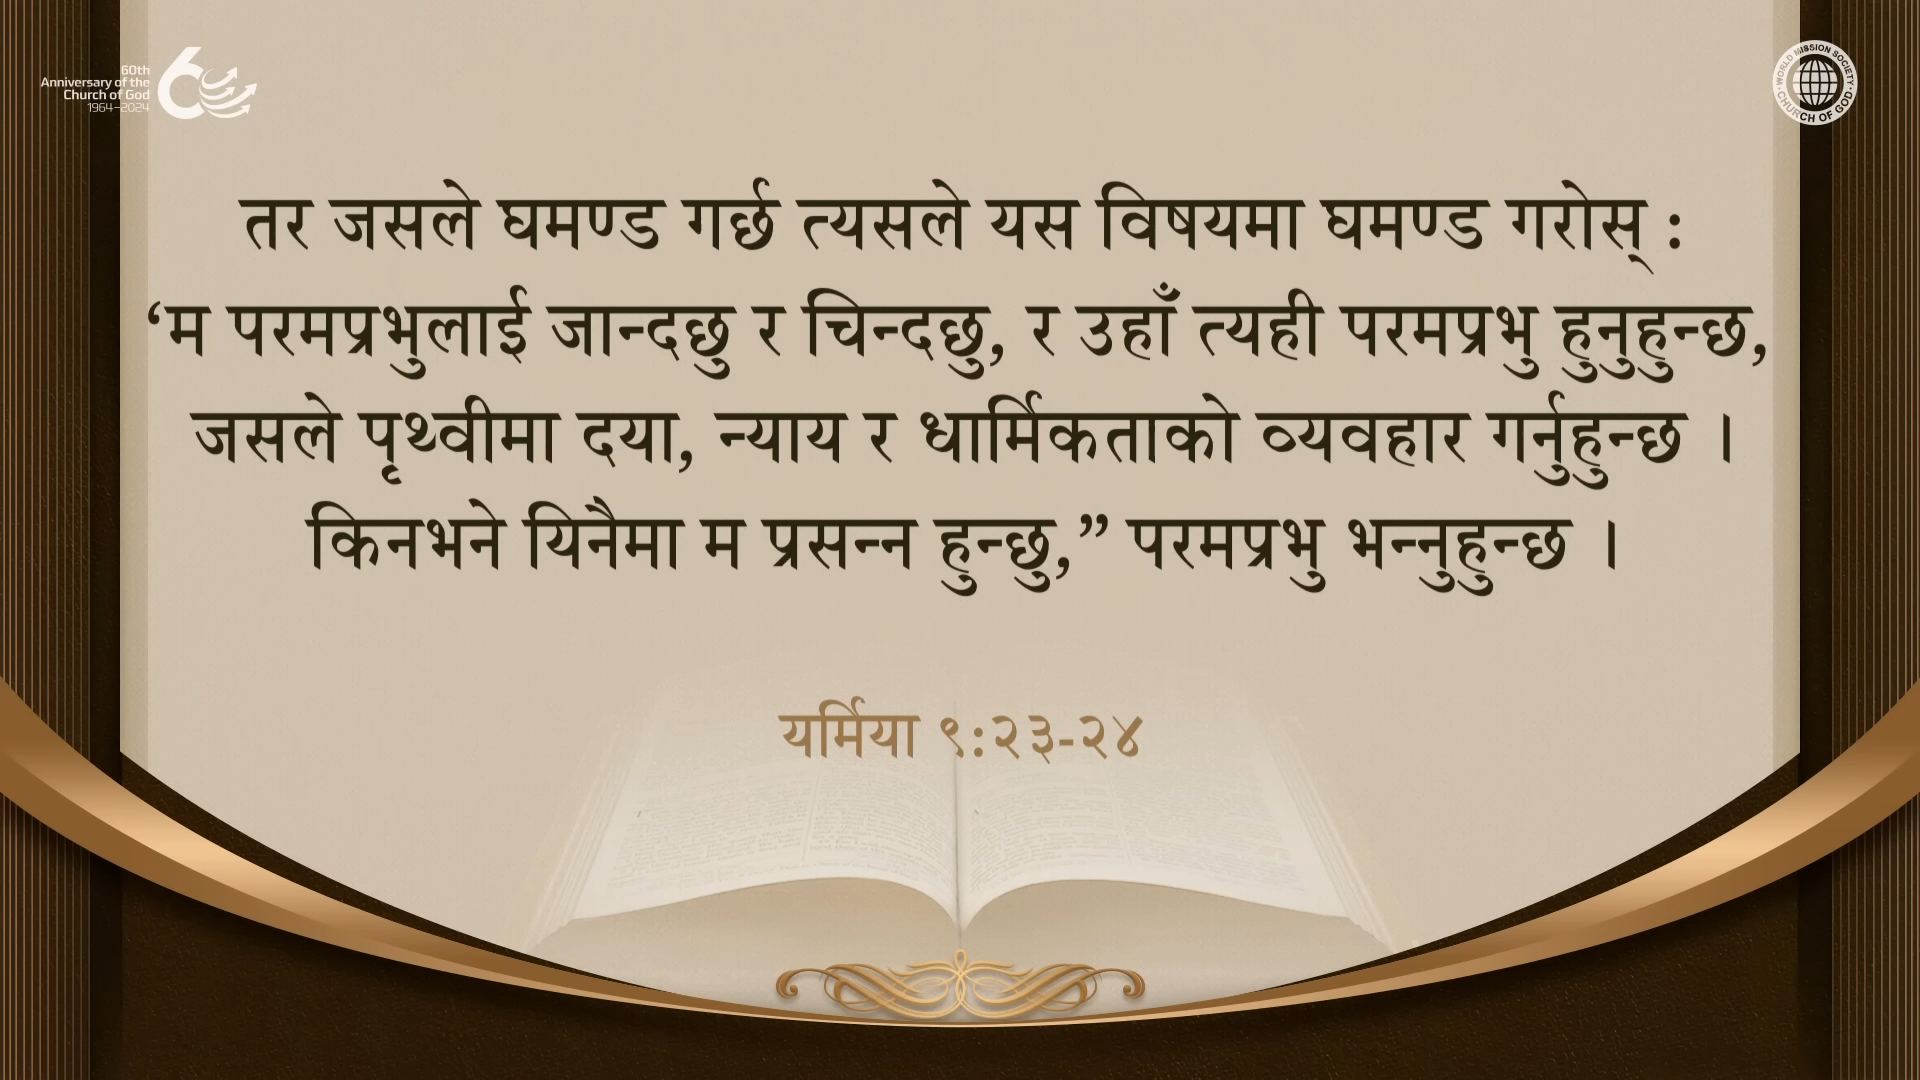 60th
Anniversary of the
Church of God
1964–2024
60
WORLD MISSION SOCIETY
CHURCH OF GOD
तर जसले घमण्ड गर्छ त्यसले यस विषयमा घमण्ड गरोस् :
‘म परमप्रभुलाई जान्दछु र चिन्दछु, र उहाँ त्यही परमप्रभु हुनुहुन्छ,
जसले पृथ्वीमा दया, न्याय र धार्मिकताको व्यवहार गर्नुहुन्छ ।
किनभने यिनैमा म प्रसन्न हुन्छु,” परमप्रभु भन्नुहुन्छ ।
यर्मिया ९:२३-२४